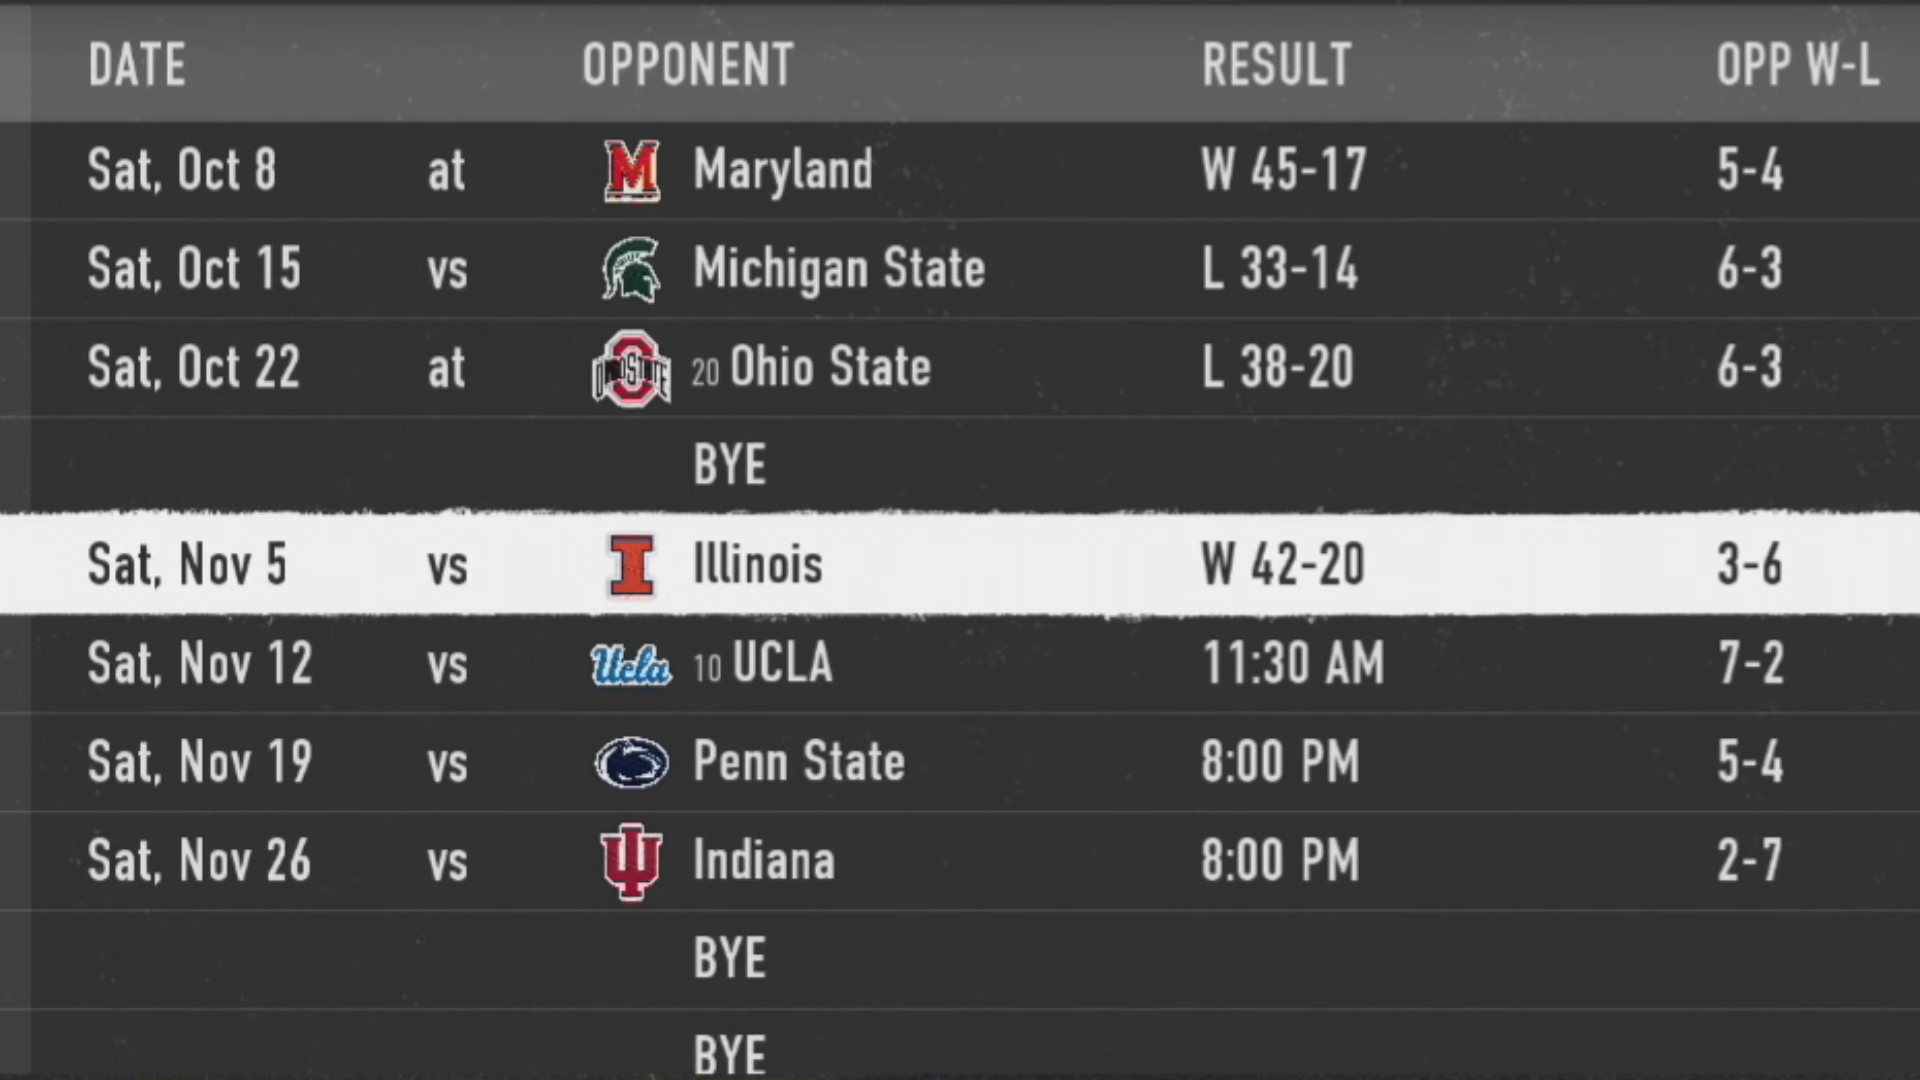 DATE OPPONENT RESULT OPP W-L
Sat, Oct 8 at M Maryland W 45-17 5-4
Sat, Oct 15 vs Michigan State L 33-14 6-3
Sat, Oct 22 at OHIO STATE 20 Ohio State L 38-20 6-3
BYE
Sat, Nov 5 vs I Illinois W 42-20 3-6
Sat, Nov 12 vs Ucla 10 UCLA 11:30 AM 7-2
Sat, Nov 19 vs Penn State 8:00 PM 5-4
Sat, Nov 26 vs Indiana 8:00 PM 2-7
BYE
BYE